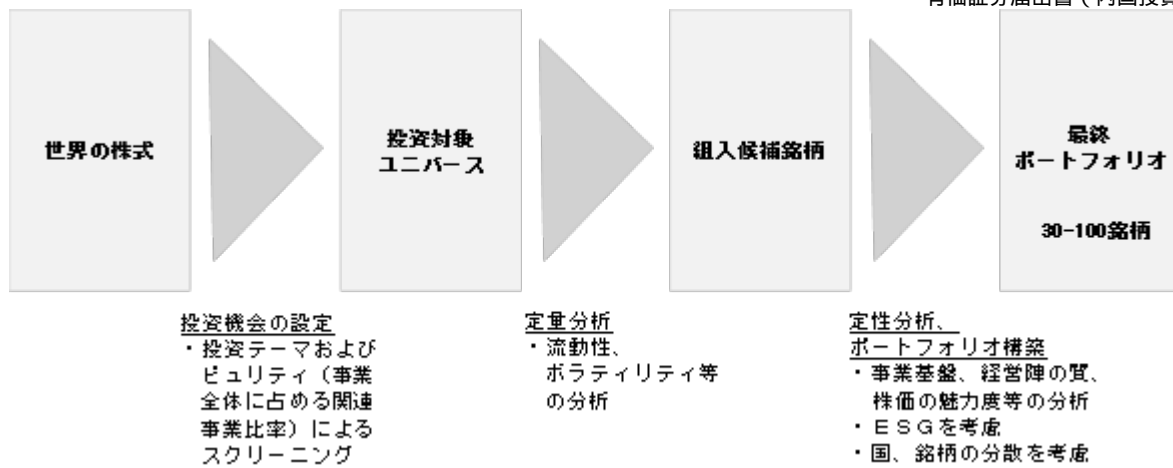 世界の株式
投資対象
ユニバース
組入候補銘柄
最終
ポートフォリオ
30-100銘柄
投資機会の設定
・投資テーマおよび
ピュリティ（事業
全体に占める関連
事業比率）による
スクリーニング
定量分析
・流動性、
ボラティリティ等
の分析
定性分析、
ポートフォリオ構築
・事業基盤、経営陣の質、
株価の魅力度等の分析
・ＥＳＧを考慮
・国、銘柄の分散を考慮